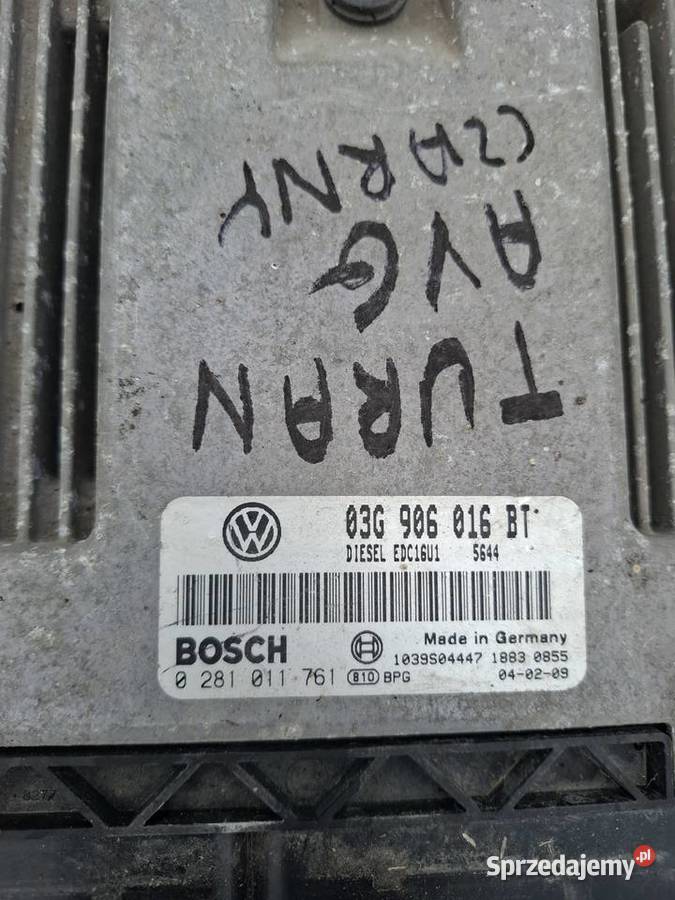 TURAN
AVG
CZARNY
03G 906 016 BT
DIESEL EDC16U1 5644
BOSCH
Made in Germany
1039S04447 1883 0855
0 281 011 761 810 BPG 04-02-09
Sprzedajemy.pl